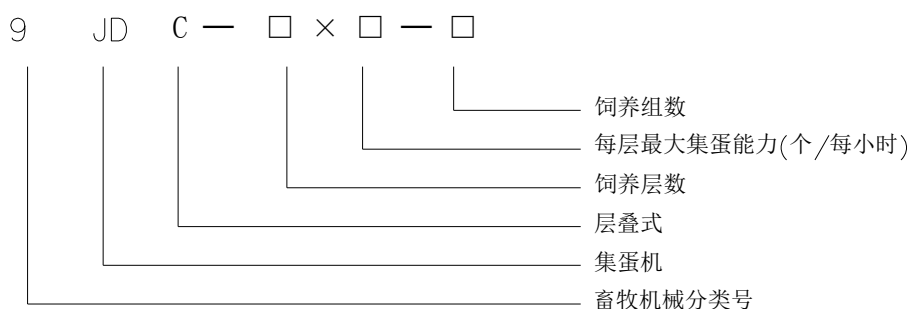 9 JD C — □ × □ — □
饲养组数
每层最大集蛋能力(个/每小时)
饲养层数
层叠式
集蛋机
畜牧机械分类号